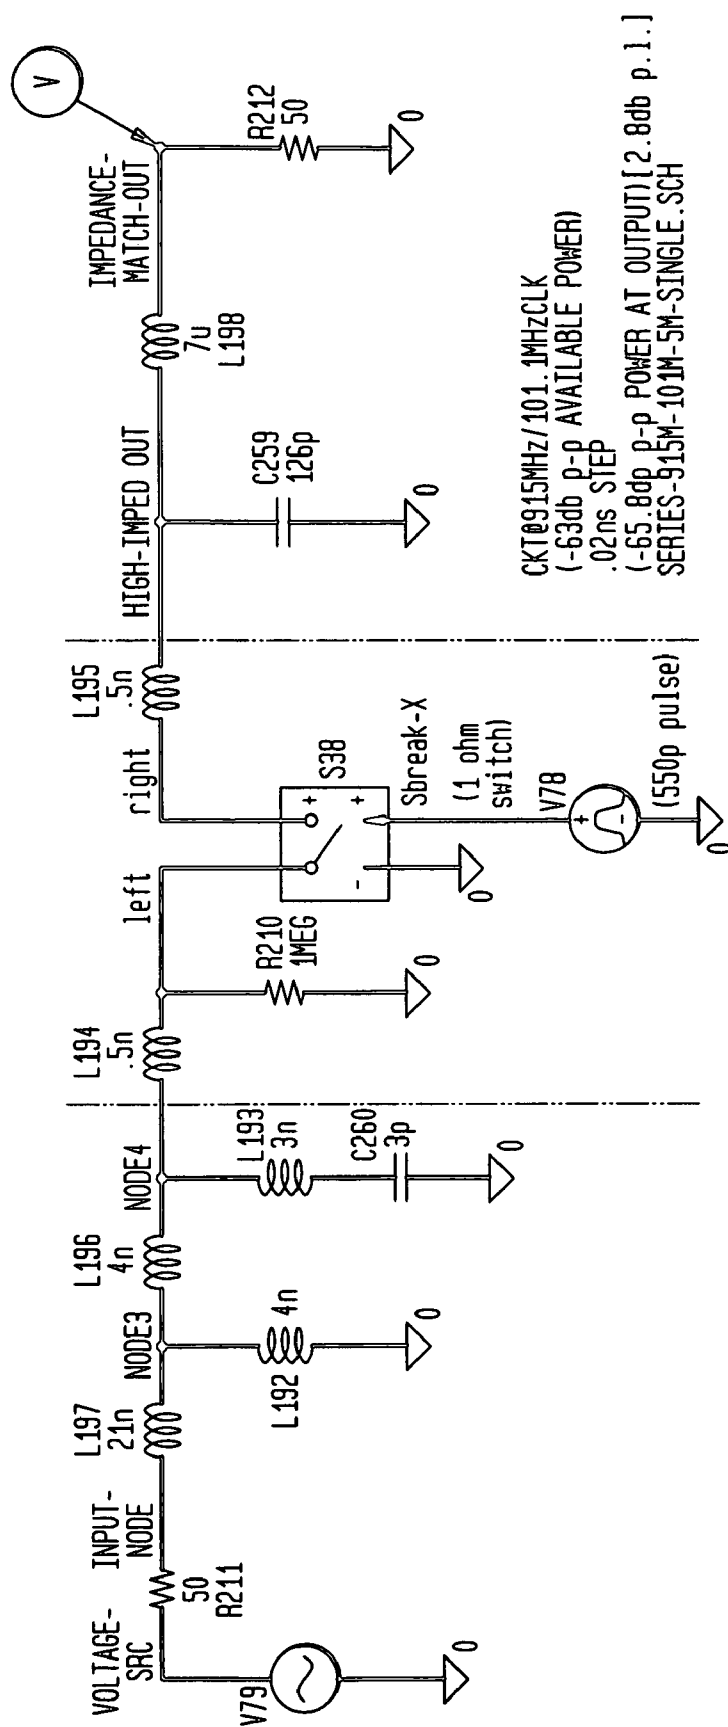 VOLTAGE-
SRC
V79
0
50
R211
INPUT-
NODE
L197
21n
NODE3
L192
4n
0
L196
4n
NODE4
L193
3n
C260
3p
0
L194
.5n
R210
1MEG
0
left
right
S38
+
+
-
0
Sbreak-X
(1 ohm
switch)
V78
+
-
(550p pulse)
0
L195
.5n
HIGH-IMPED OUT
C259
126p
0
7u
L198
IMPEDANCE-
MATCH-OUT
V
R212
50
0
CKT@915MHz/101.1MHzCLK
(-63db p-p AVAILABLE POWER)
.02ns STEP
(-65.8dp p-p POWER AT OUTPUT)[2.8db p.l.]
SERIES-915M-101M-5M-SINGLE.SCH